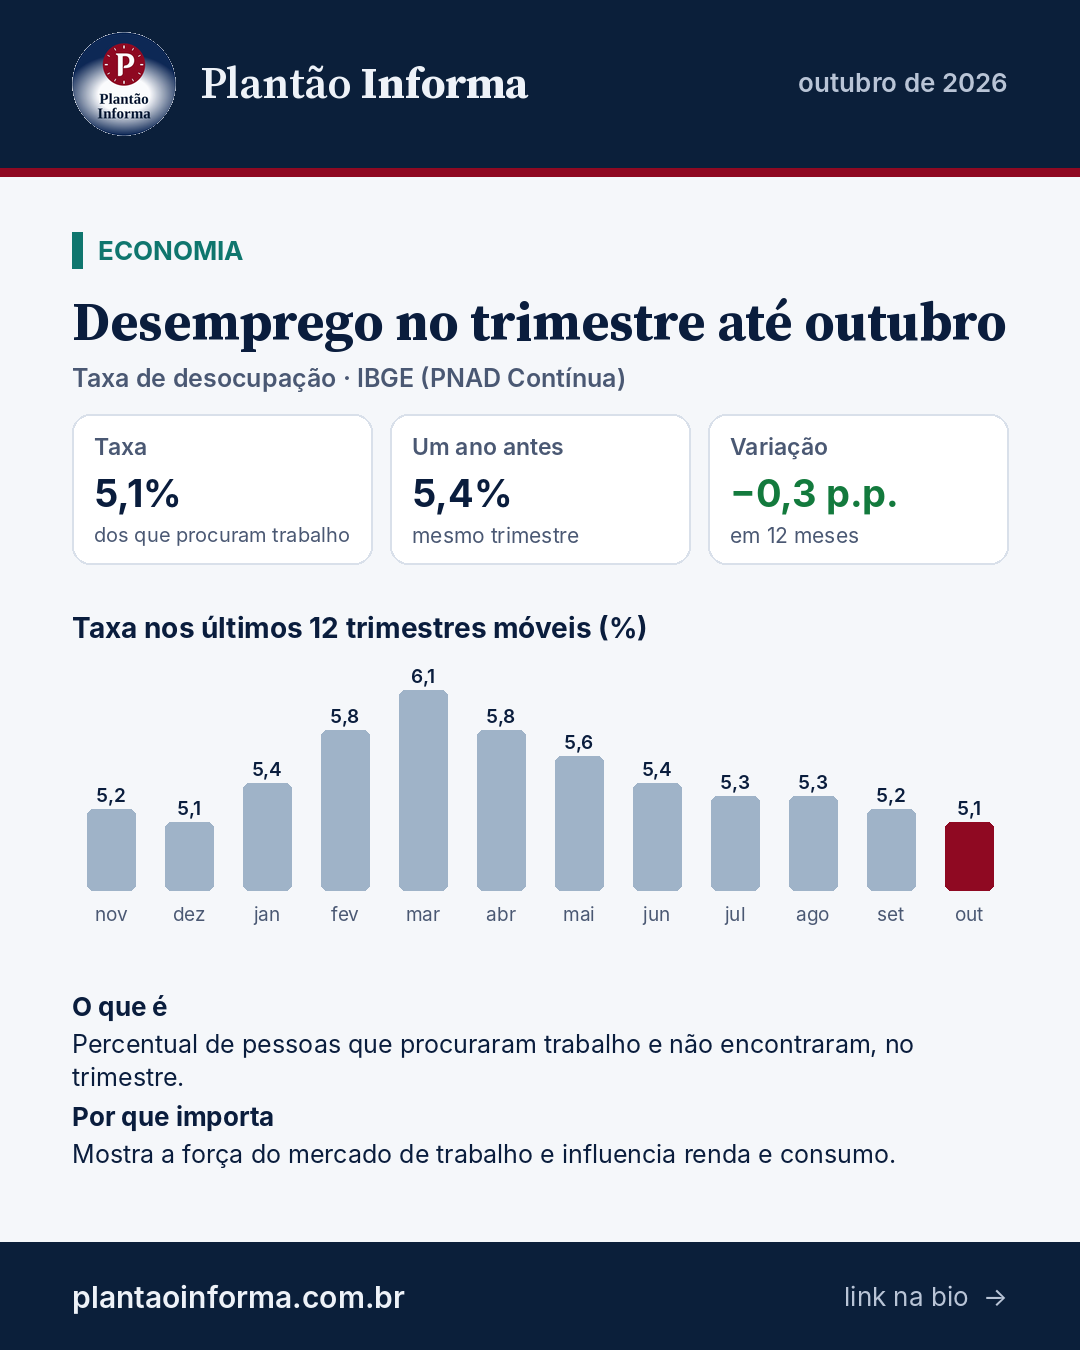 P
Plantão
Informa
Plantão Informa
outubro de 2026
ECONOMIA
Desemprego no trimestre até outubro
Taxa de desocupação · IBGE (PNAD Contínua)
Taxa
5,1%
dos que procuram trabalho
Um ano antes
5,4%
mesmo trimestre
Variação
−0,3 p.p.
em 12 meses
Taxa nos últimos 12 trimestres móveis (%)
5,2 5,1 5,4 5,8 6,1 5,8 5,6 5,4 5,3 5,3 5,2 5,1
nov dez jan fev mar abr mai jun jul ago set out
O que é
Percentual de pessoas que procuraram trabalho e não encontraram, no
trimestre.
Por que importa
Mostra a força do mercado de trabalho e influencia renda e consumo.
plantaoinforma.com.br
link na bio →